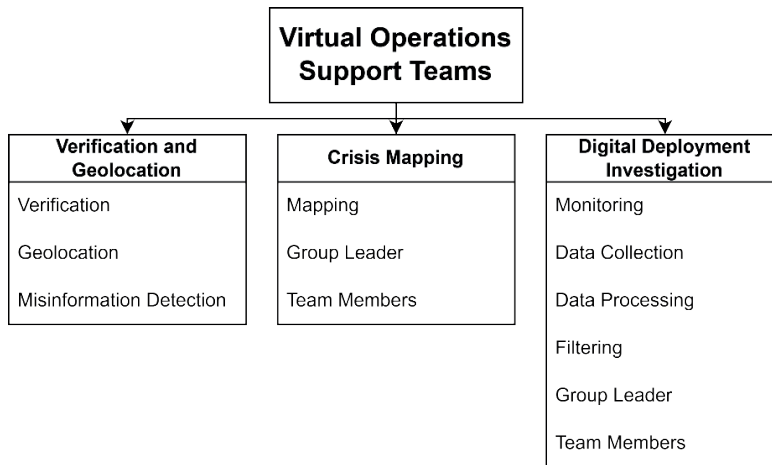 Virtual Operations
Support Teams
Verification and
Geolocation
Verification
Geolocation
Misinformation Detection
Crisis Mapping
Mapping
Group Leader
Team Members
Digital Deployment
Investigation
Monitoring
Data Collection
Data Processing
Filtering
Group Leader
Team Members